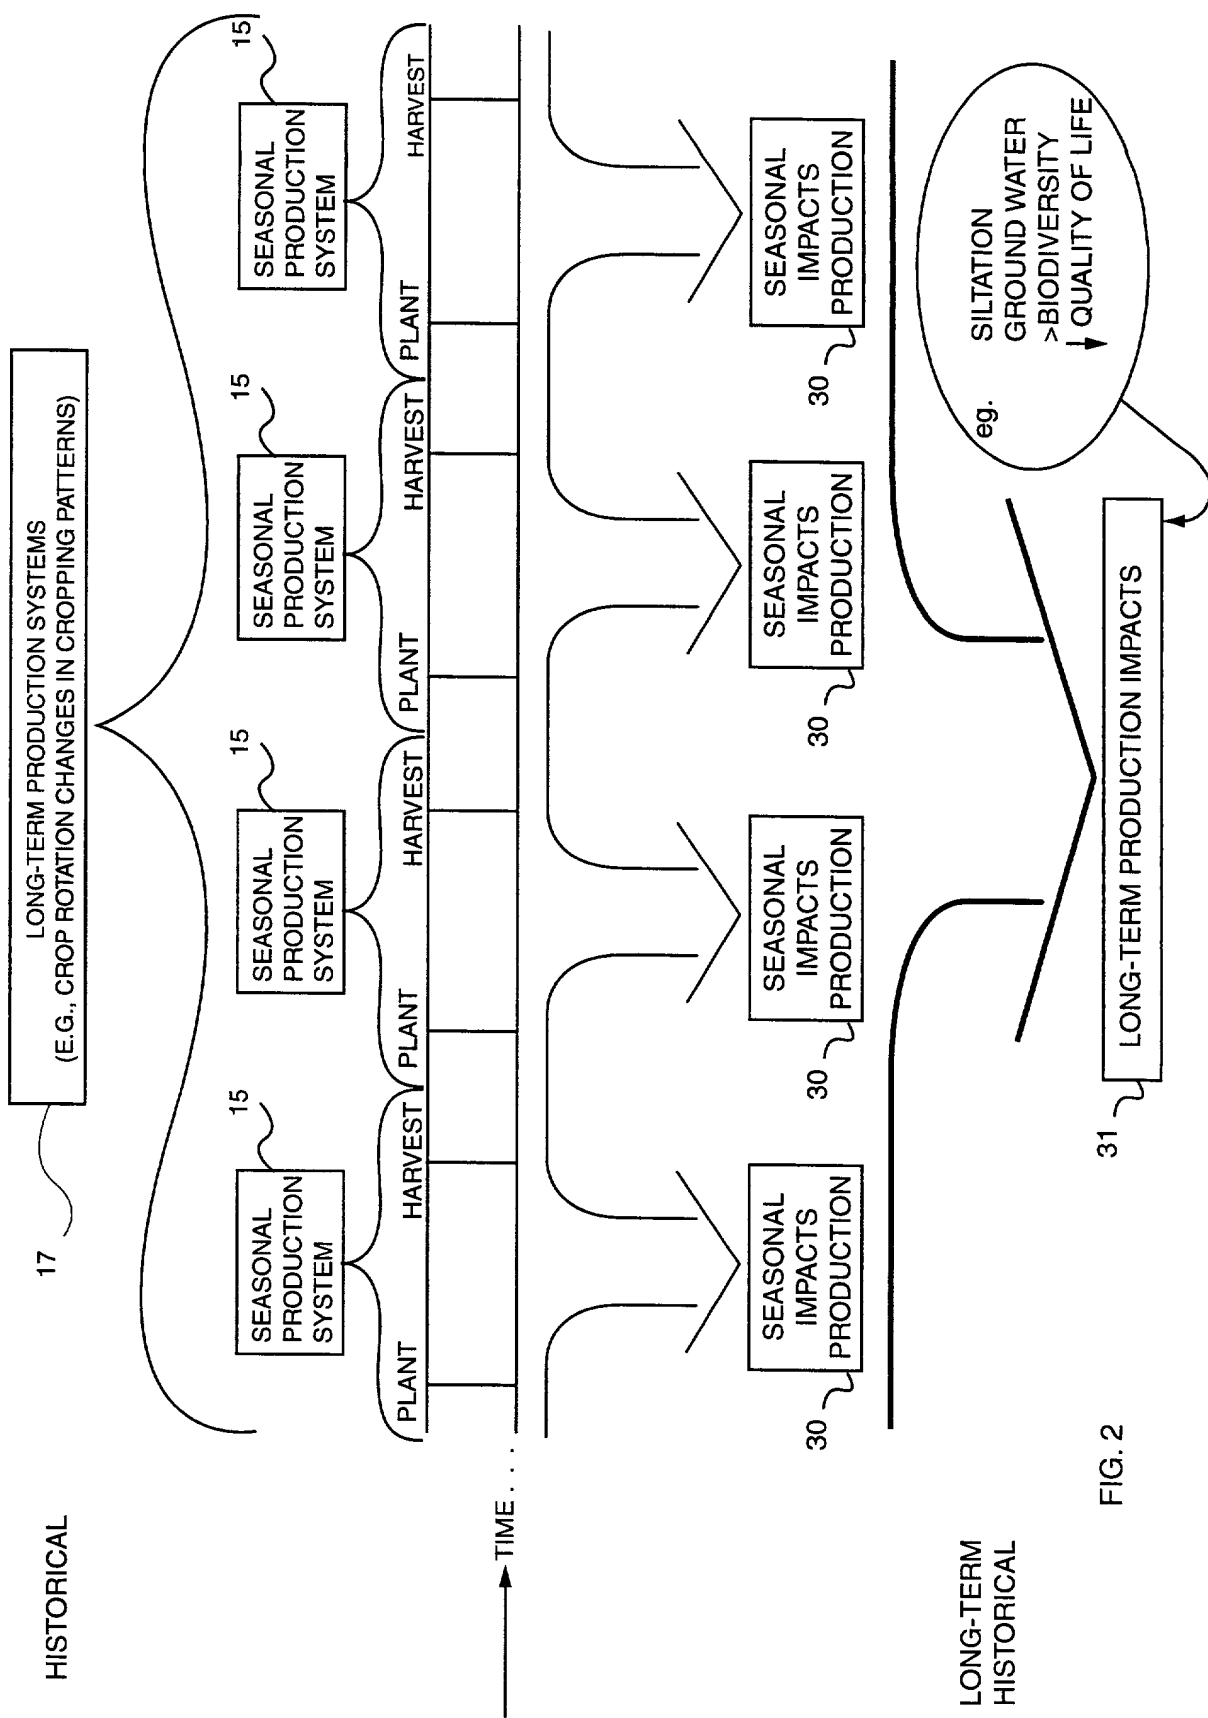 HISTORICAL
17
LONG-TERM PRODUCTION SYSTEMS
(E.G., CROP ROTATION CHANGES IN CROPPING PATTERNS)
15
SEASONAL
PRODUCTION
SYSTEM
15
SEASONAL
PRODUCTION
SYSTEM
15
SEASONAL
PRODUCTION
SYSTEM
15
SEASONAL
PRODUCTION
SYSTEM
PLANT
HARVEST
PLANT
HARVEST
PLANT
HARVEST
PLANT
HARVEST
TIME . . .
30
SEASONAL
IMPACTS
PRODUCTION
30
SEASONAL
IMPACTS
PRODUCTION
30
SEASONAL
IMPACTS
PRODUCTION
30
SEASONAL
IMPACTS
PRODUCTION
LONG-TERM
HISTORICAL
eg.
SILTATION
GROUND WATER
>BIODIVERSITY
↓ QUALITY OF LIFE
31
LONG-TERM PRODUCTION IMPACTS
FIG. 2